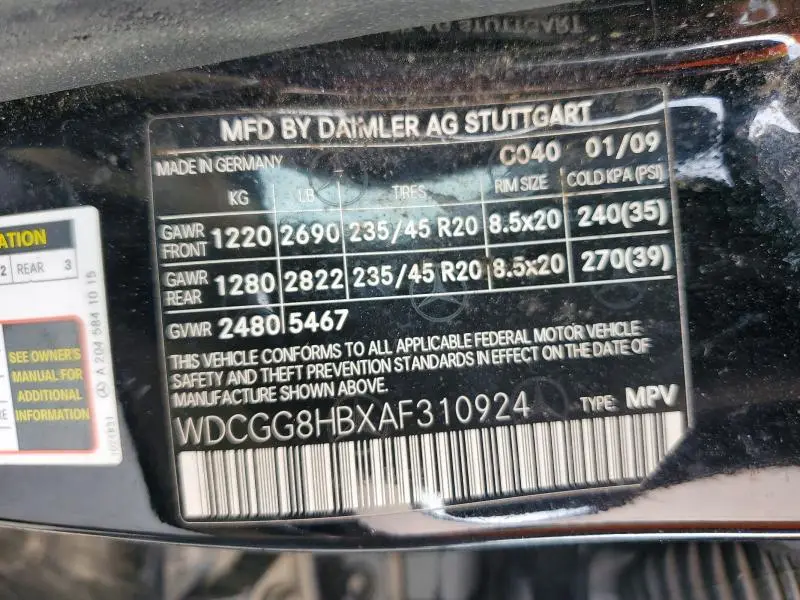 MFD BY DAIMLER AG STUTTGART
MADE IN GERMANY C040 01/09
KG LB TIRES RIM SIZE COLD KPA (PSI)
GAWR FRONT 1220 2690 235/45 R20 8.5x20 240(35)
GAWR REAR 1280 2822 235/45 R20 8.5x20 270(39)
GVWR 2480 5467
THIS VEHICLE CONFORMS TO ALL APPLICABLE FEDERAL MOTOR VEHICLE
SAFETY AND THEFT PREVENTION STANDARDS IN EFFECT ON THE DATE OF
MANUFACTURE SHOWN ABOVE.
WDCGG8HBXAF310924 TYPE: MPV
ATION
2 REAR 3
SEE OWNER'S
MANUAL FOR
ADDITIONAL
INFORMATION
A 204 584 10 15
AG STUTTGART